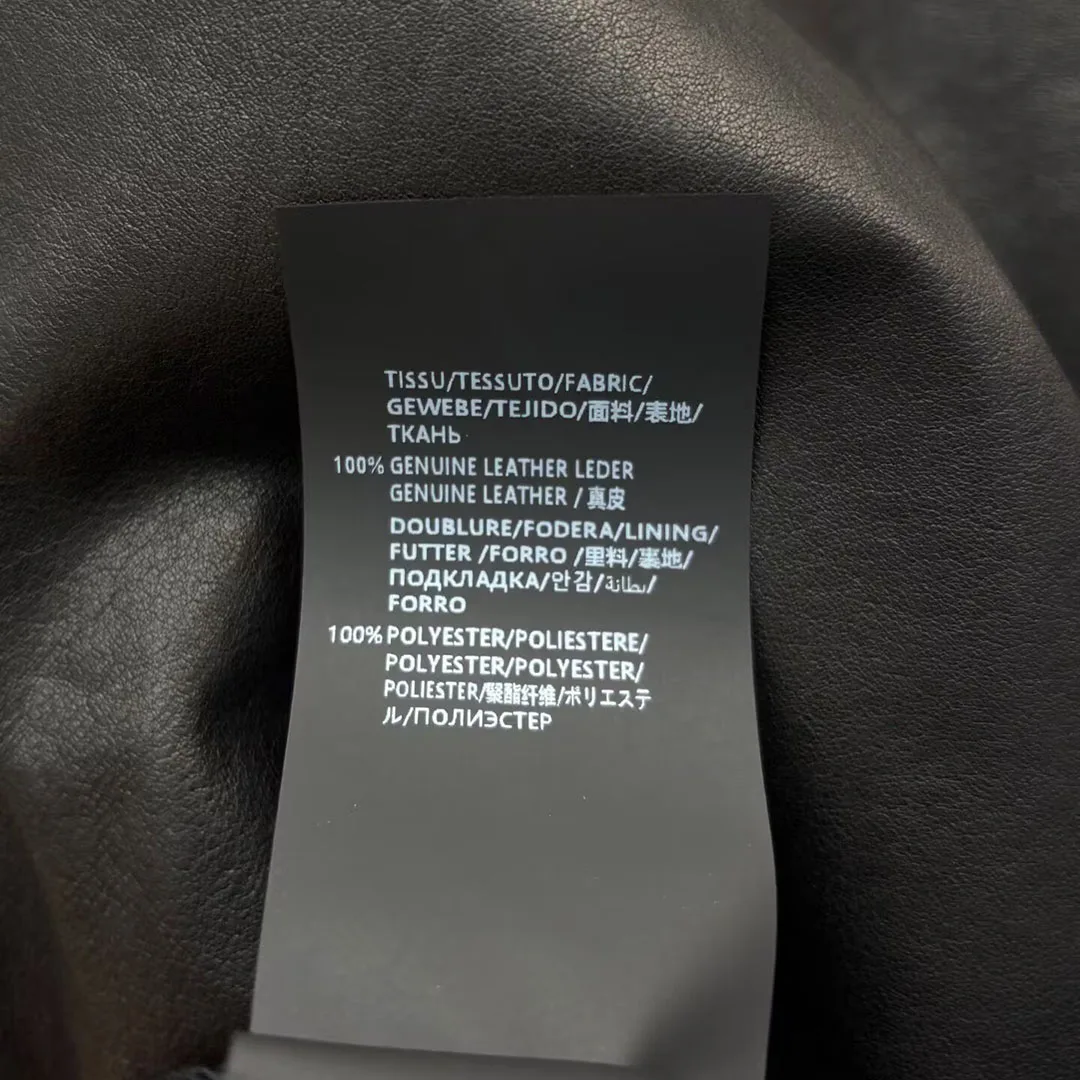 TISSU/TESSUTO/FABRIC/
GEWEBE/TEJIDO/面料/表地/
ТКАНЬ
100% GENUINE LEATHER LEDER
GENUINE LEATHER / 真皮
DOUBLURE/FODERA/LINING/
FUTTER /FORRO /里料/裏地/
ПОДКЛАДКА/안감/بطانة/
FORRO
100% POLYESTER/POLIESTERE/
POLYESTER/POLYESTER/
POLIESTER/聚酯纤维/ポリエステ
ル/ПОЛИЭСТЕР